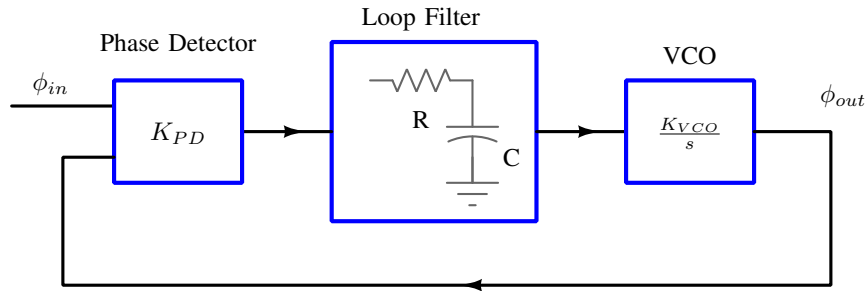 Loop Filter
Phase Detector
VCO
ϕ_in
ϕ_out
K_PD
R
C
K_VCO/s